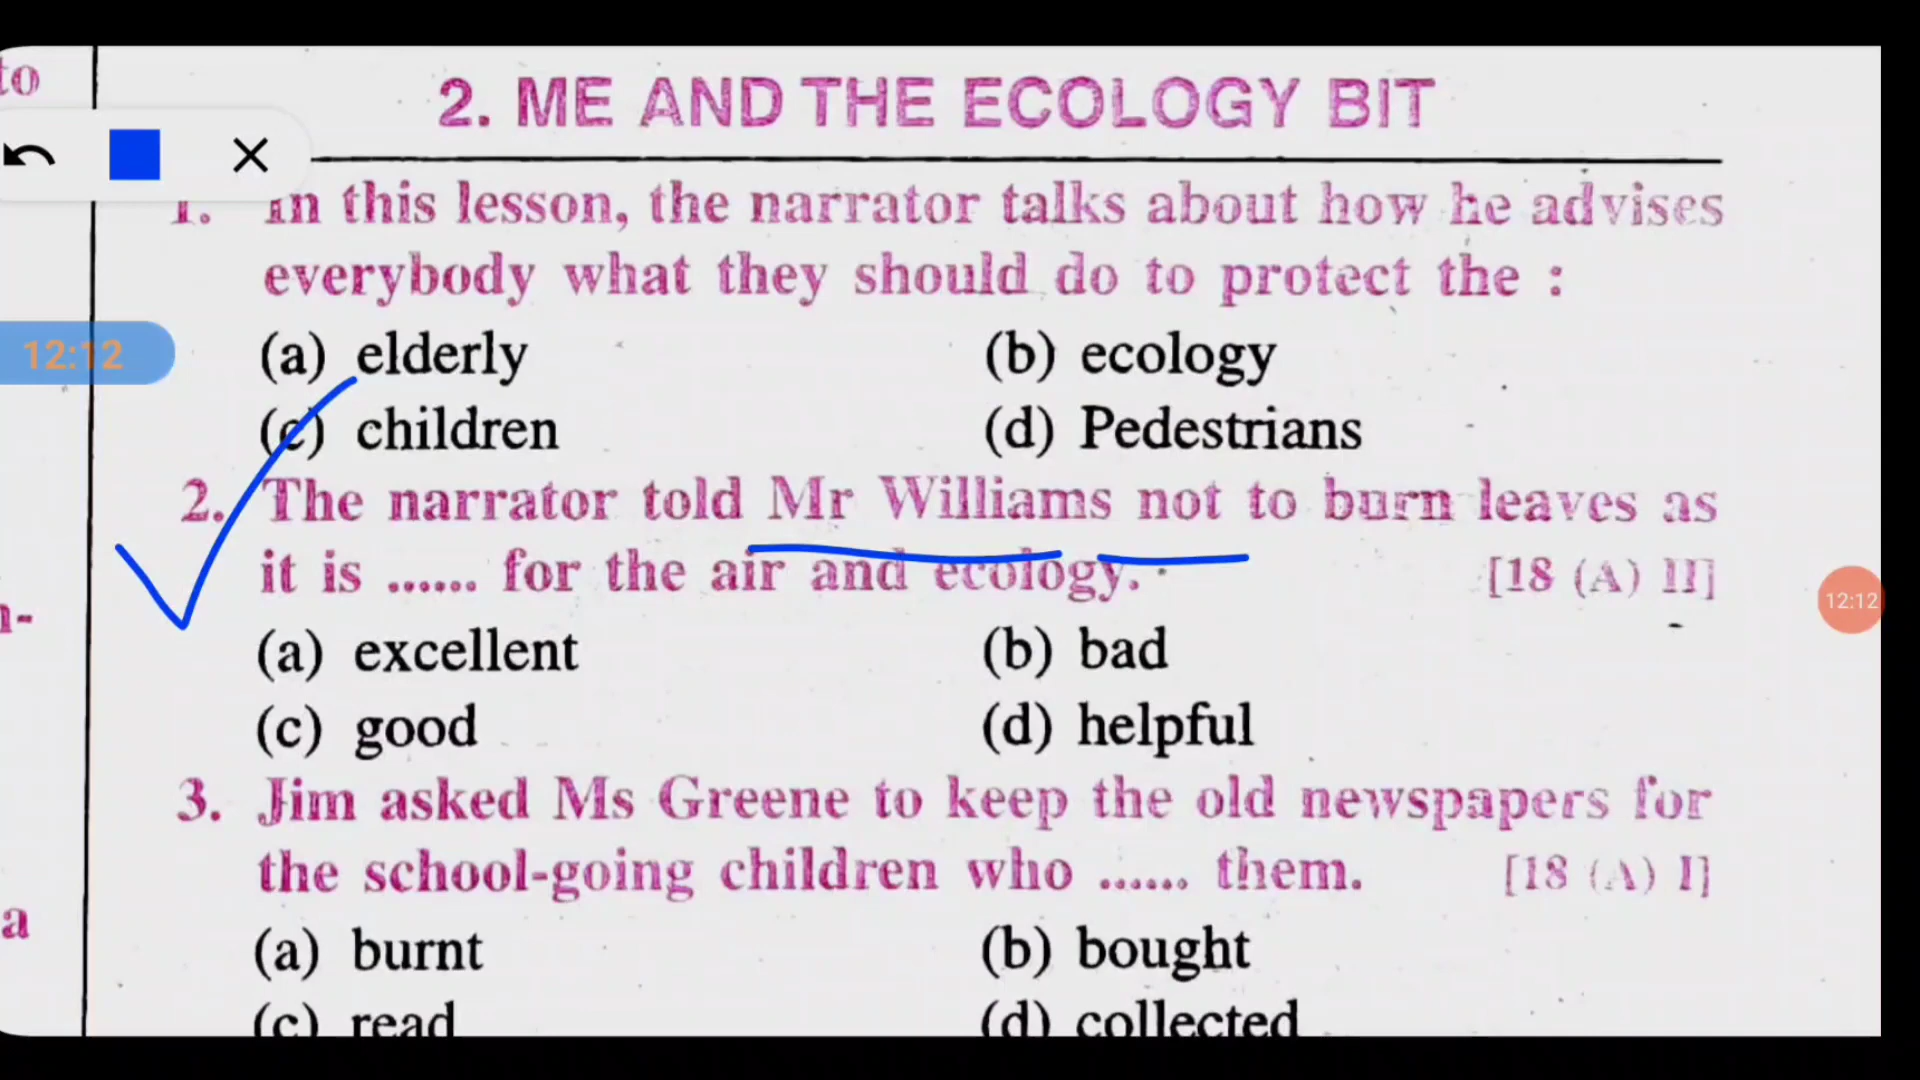 to
2. ME AND THE ECOLOGY BIT
1. In this lesson, the narrator talks about how he advises
everybody what they should do to protect the :
12:12
(a) elderly (b) ecology
(c) children (d) Pedestrians
2. The narrator told Mr Williams not to burn leaves as
it is ...... for the air and ecology. [18 (A) II]
12:12
n-
(a) excellent (b) bad
(c) good (d) helpful
3. Jim asked Ms Greene to keep the old newspapers for
the school-going children who ...... them. [18 (A) I]
a
(a) burnt (b) bought
(c) read (d) collected